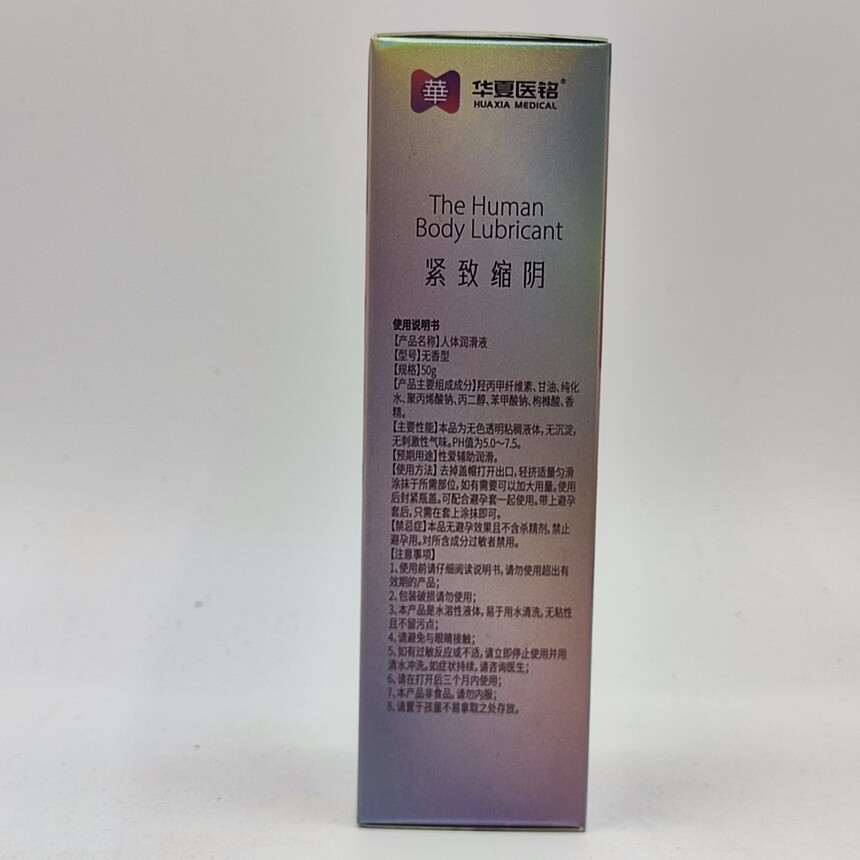 華
华夏医铭®
HUAXIA MEDICAL
The Human
Body Lubricant
紧致缩阴
使用说明书
【产品名称】人体润滑液
【型号】无香型
【规格】50g
【产品主要组成成分】羟丙甲纤维素、甘油、纯化
水、聚丙烯酸钠、丙二醇、苯甲酸钠、枸橼酸、香
精。
【主要性能】本品为无色透明粘稠液体,无沉淀,
无刺激性气味。PH值为5.0～7.5。
【预期用途】性爱辅助润滑。
【使用方法】去掉盖帽打开出口,轻挤适量匀滑
涂抹于所需部位,如有需要可以加大用量。使用
后封紧瓶盖。可配合避孕套一起使用。带上避孕
套后,只需在套上涂抹即可。
【禁忌症】本品无避孕效果且不含杀精剂,禁止
避孕用。对所含成分过敏者禁用。
【注意事项】
1、使用前请仔细阅读说明书,请勿使用超出有
效期的产品;
2、包装破损请勿使用;
3、本产品是水溶性液体,易于用水清洗,无粘性
且不留污点;
4、请避免与眼睛接触;
5、如有过敏反应或不适,请立即停止使用并用
清水冲洗。如症状持续,请咨询医生;
6、请在打开后三个月内使用;
7、本产品非食品,请勿内服;
8、请置于孩童不易拿取之处存放。